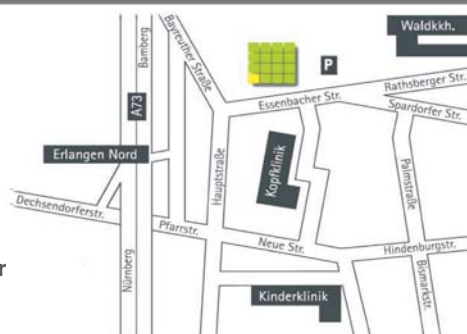 Waldkkh.
Bamberg
Bayreuther Straße
P
Rathsberger Str.
A73
Essenbacher Str.
Spardorfer Str.
Erlangen Nord
Hauptstraße
Kopfklinik
Palmstraße
Dechsendorferstr.
Pfarrstr.
Neue Str.
Hindenburgstr.
r
Nürnberg
Bismarkstr.
Kinderklinik